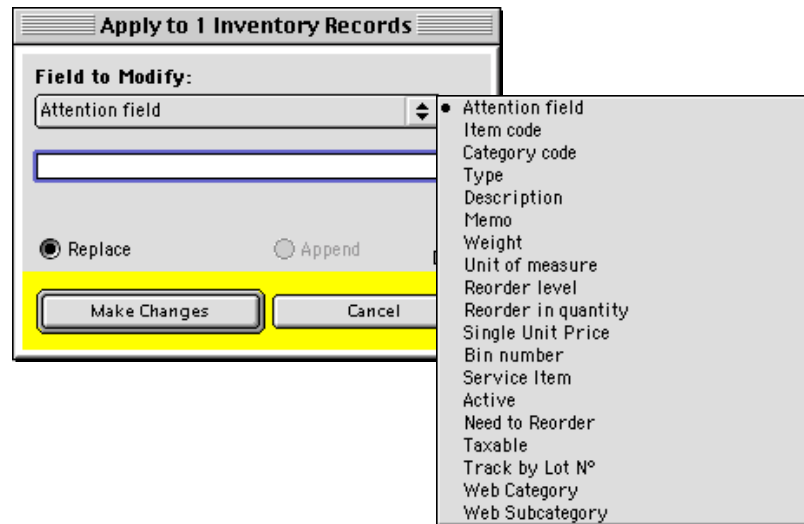 Apply to 1 Inventory Records
Field to Modify:
Attention field
Replace
Append
Make Changes
Cancel
Attention field
Item code
Category code
Type
Description
Memo
Weight
Unit of measure
Reorder level
Reorder in quantity
Single Unit Price
Bin number
Service Item
Active
Need to Reorder
Taxable
Track by Lot Nº
Web Category
Web Subcategory